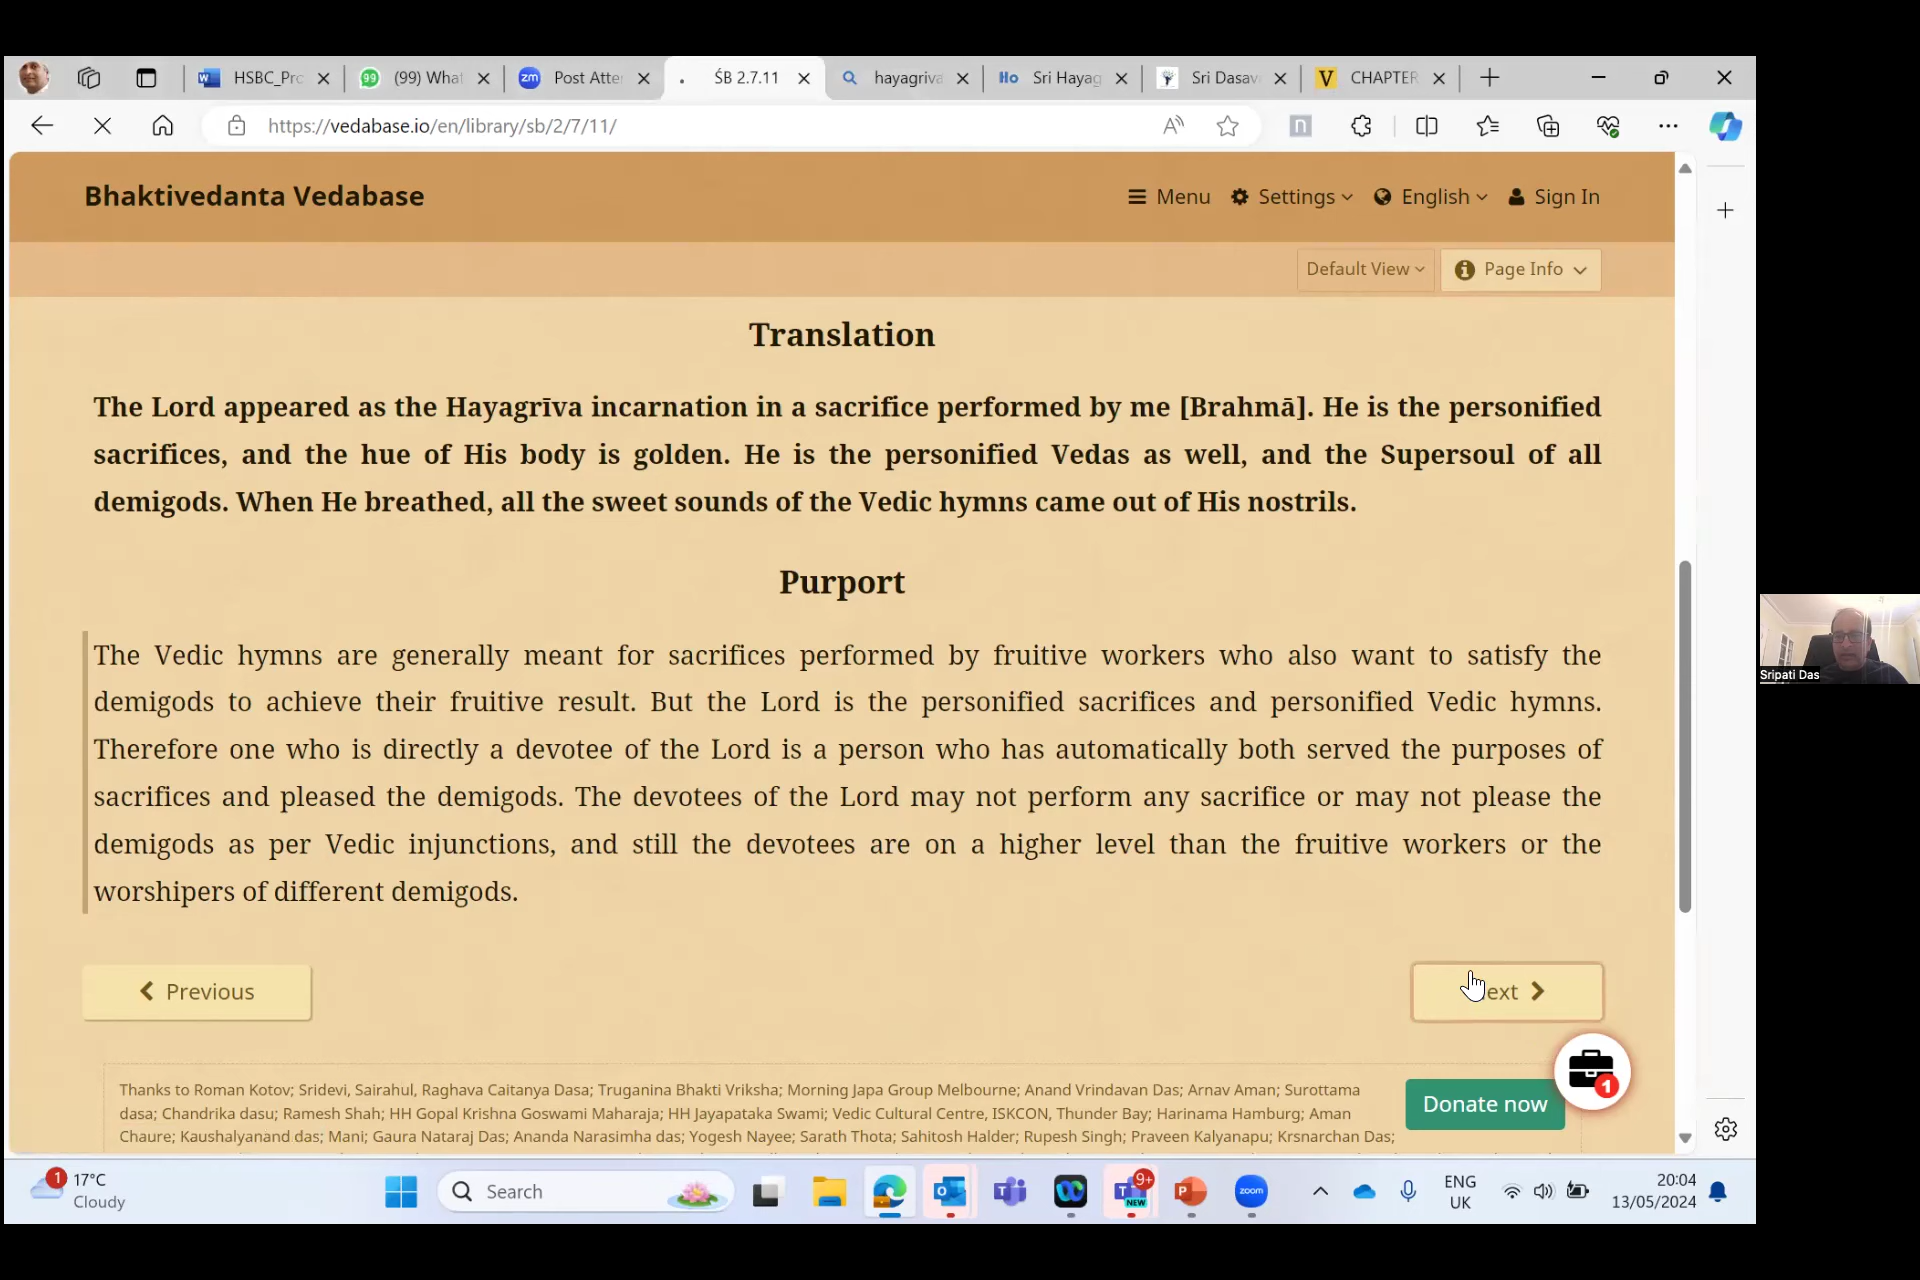 HSBC_Pro
99
(99) What
zm
Post Atte
ŚB 2.7.11
hayagriva
Ho
Sri Hayag
Sri Dasav
V
CHAPTER
https://vedabase.io/en/library/sb/2/7/11/
n
Bhaktivedanta Vedabase
Menu
Settings
English
Sign In
Default View
Page Info
Translation
The Lord appeared as the Hayagrīva incarnation in a sacrifice performed by me [Brahmā]. He is the personified
sacrifices, and the hue of His body is golden. He is the personified Vedas as well, and the Supersoul of all
demigods. When He breathed, all the sweet sounds of the Vedic hymns came out of His nostrils.
Purport
The Vedic hymns are generally meant for sacrifices performed by fruitive workers who also want to satisfy the
demigods to achieve their fruitive result. But the Lord is the personified sacrifices and personified Vedic hymns.
Therefore one who is directly a devotee of the Lord is a person who has automatically both served the purposes of
sacrifices and pleased the demigods. The devotees of the Lord may not perform any sacrifice or may not please the
demigods as per Vedic injunctions, and still the devotees are on a higher level than the fruitive workers or the
worshipers of different demigods.
Sripati Das
Previous
ext
Thanks to Roman Kotov; Sridevi, Sairahul, Raghava Caitanya Dasa; Truganina Bhakti Vriksha; Morning Japa Group Melbourne; Anand Vrindavan Das; Arnav Aman; Surottama
dasa; Chandrika dasu; Ramesh Shah; HH Gopal Krishna Goswami Maharaja; HH Jayapataka Swami; Vedic Cultural Centre, ISKCON, Thunder Bay; Harinama Hamburg; Aman
Chaure; Kaushalyanand das; Mani; Gaura Nataraj Das; Ananda Narasimha das; Yogesh Nayee; Sarath Thota; Sahitosh Halder; Rupesh Singh; Praveen Kalyanapu; Krsnarchan Das;
Donate now
1
1
17°C
Cloudy
Search
9+
NEW
zoom
ENG
UK
20:04
13/05/2024